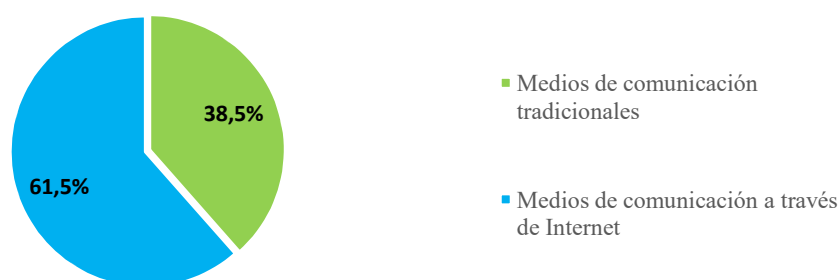 38,5%
61,5%
Medios de comunicación
tradicionales
Medios de comunicación a través
de Internet